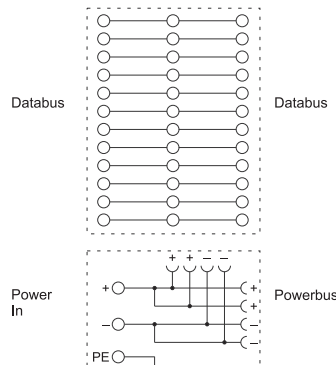 Databus
Databus
+ + – –
+
+
+
Power In
Powerbus
–
–
–
PE